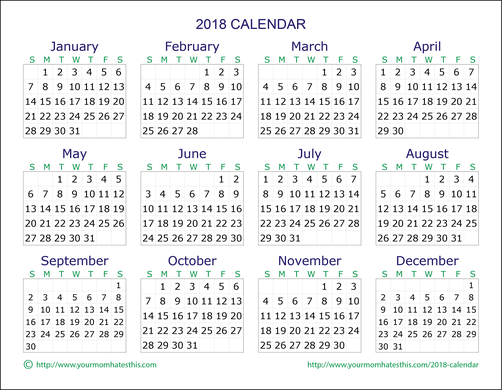 2018 CALENDAR
January February March April
S M T W T F S S M T W T F S S M T W T F S S M T W T F S
1 2 3 4 5 6 1 2 3 1 2 3 1 2 3 4 5 6 7
7 8 9 10 11 12 13 4 5 6 7 8 9 10 4 5 6 7 8 9 10 8 9 10 11 12 13 14
14 15 16 17 18 19 20 11 12 13 14 15 16 17 11 12 13 14 15 16 17 15 16 17 18 19 20 21
21 22 23 24 25 26 27 18 19 20 21 22 23 24 18 19 20 21 22 23 24 22 23 24 25 26 27 28
28 29 30 31 25 26 27 28 25 26 27 28 29 30 31 29 30
May June July August
S M T W T F S S M T W T F S S M T W T F S S M T W T F S
1 2 3 4 5 1 2 1 2 3 4 5 6 7 1 2 3 4
6 7 8 9 10 11 12 3 4 5 6 7 8 9 8 9 10 11 12 13 14 5 6 7 8 9 10 11
13 14 15 16 17 18 19 10 11 12 13 14 15 16 15 16 17 18 19 20 21 12 13 14 15 16 17 18
20 21 22 23 24 25 26 17 18 19 20 21 22 23 22 23 24 25 26 27 28 19 20 21 22 23 24 25
27 28 29 30 31 24 25 26 27 28 29 30 29 30 31 26 27 28 29 30 31
September October November December
S M T W T F S S M T W T F S S M T W T F S S M T W T F S
1 1 2 3 4 5 6 1 2 3 1
2 3 4 5 6 7 8 7 8 9 10 11 12 13 4 5 6 7 8 9 10 2 3 4 5 6 7 8
9 10 11 12 13 14 15 14 15 16 17 18 19 20 11 12 13 14 15 16 17 9 10 11 12 13 14 15
16 17 18 19 20 21 22 21 22 23 24 25 26 27 18 19 20 21 22 23 24 16 17 18 19 20 21 22
23 24 25 26 27 28 29 28 29 30 31 25 26 27 28 29 30 23 24 25 26 27 28 29
30 30 31
© http://www.yourmomhatesthis.com http://www.yourmomhatesthis.com/2018-calendar